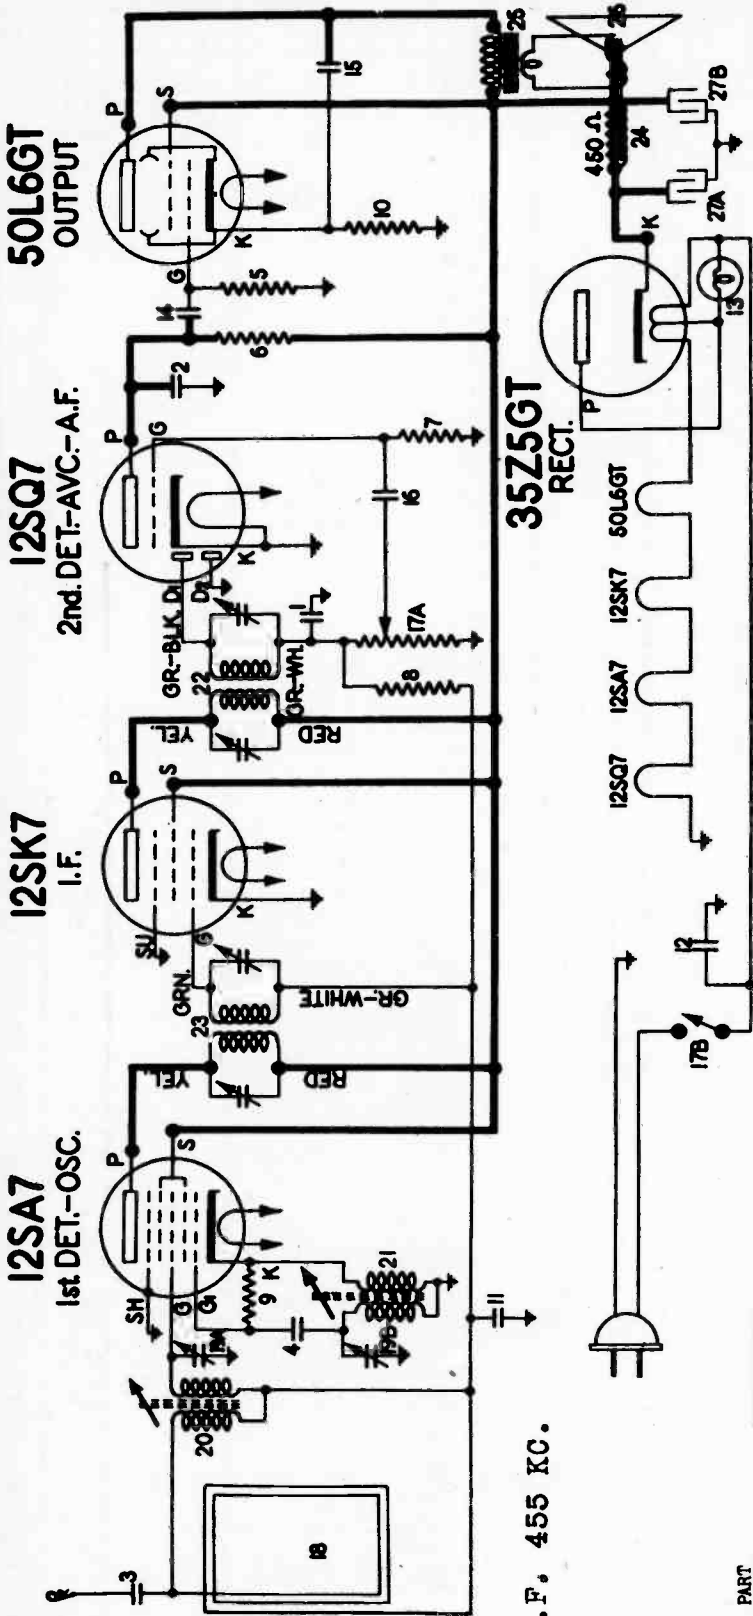 12SA7
1st DET.-OSC.
12SK7
I.F.
12SQ7
2nd. DET.-AVC.-A.F.
50L6GT
OUTPUT
P
S
SH
G
G1
K
9
4
19A
19B
21
20
3
18
11
YEL.
RED
23
GRN.
GR.-WHITE
P
S
SU
G
K
YEL.
RED
22
GR.-BLK.
GR.-WH.
D1
D2
P
G
K
1
2
17A
8
16
7
6
14
5
P
S
G
K
10
15
25
26
450 Ω
24
27A
27B
35Z5GT
RECT.
P
K
13
50L6GT
12SK7
12SA7
12SQ7
12
17B
.F. 455 KC.
PART